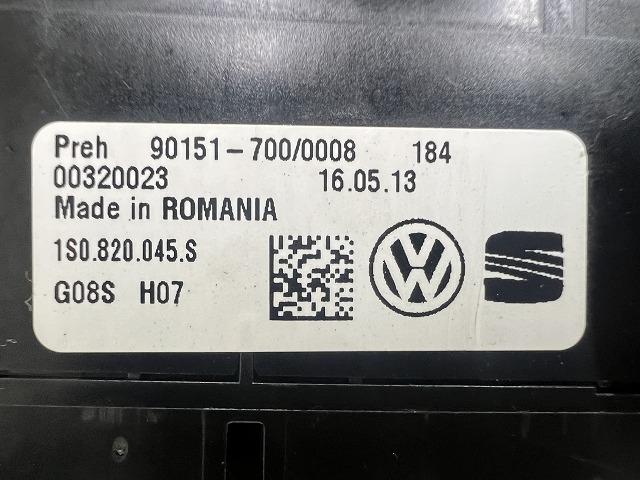 Preh 90151-700/0008 184
00320023 16.05.13
Made in ROMANIA
1S0.820.045.S
G08S H07